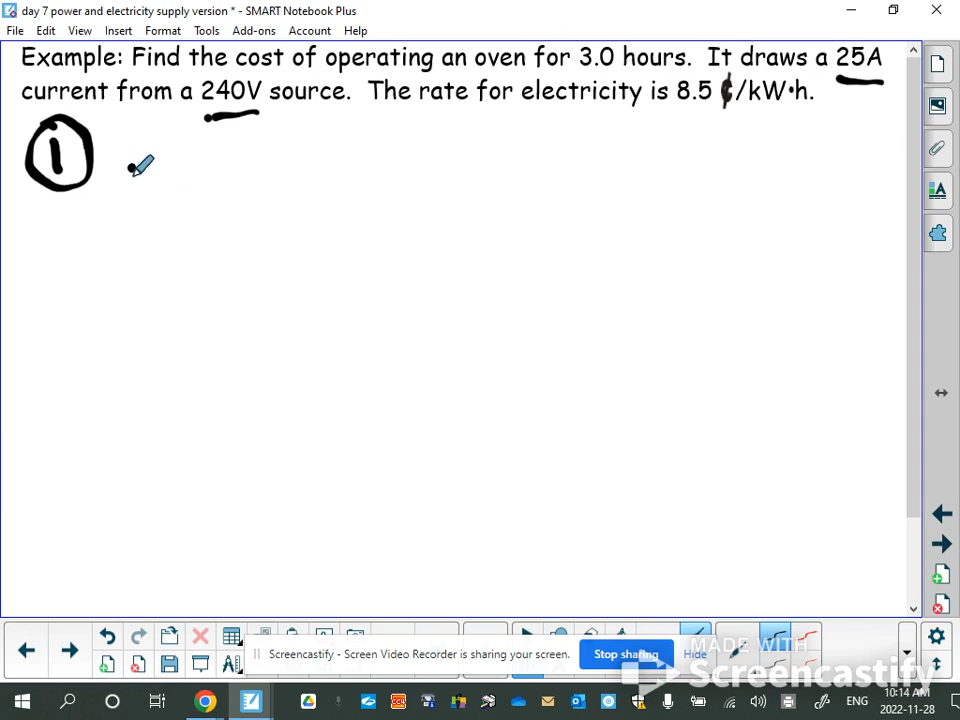 day 7 power and electricity supply version * - SMART Notebook Plus
File Edit View Insert Format Tools Add-ons Account Help
Example: Find the cost of operating an oven for 3.0 hours. It draws a 25A
current from a 240V source. The rate for electricity is 8.5 ¢/kW•h.
1
Screencastify - Screen Video Recorder is sharing your screen.
Stop sharing
Hide
MADE WITH
Screencastify
ENG
10:14 AM
2022-11-28